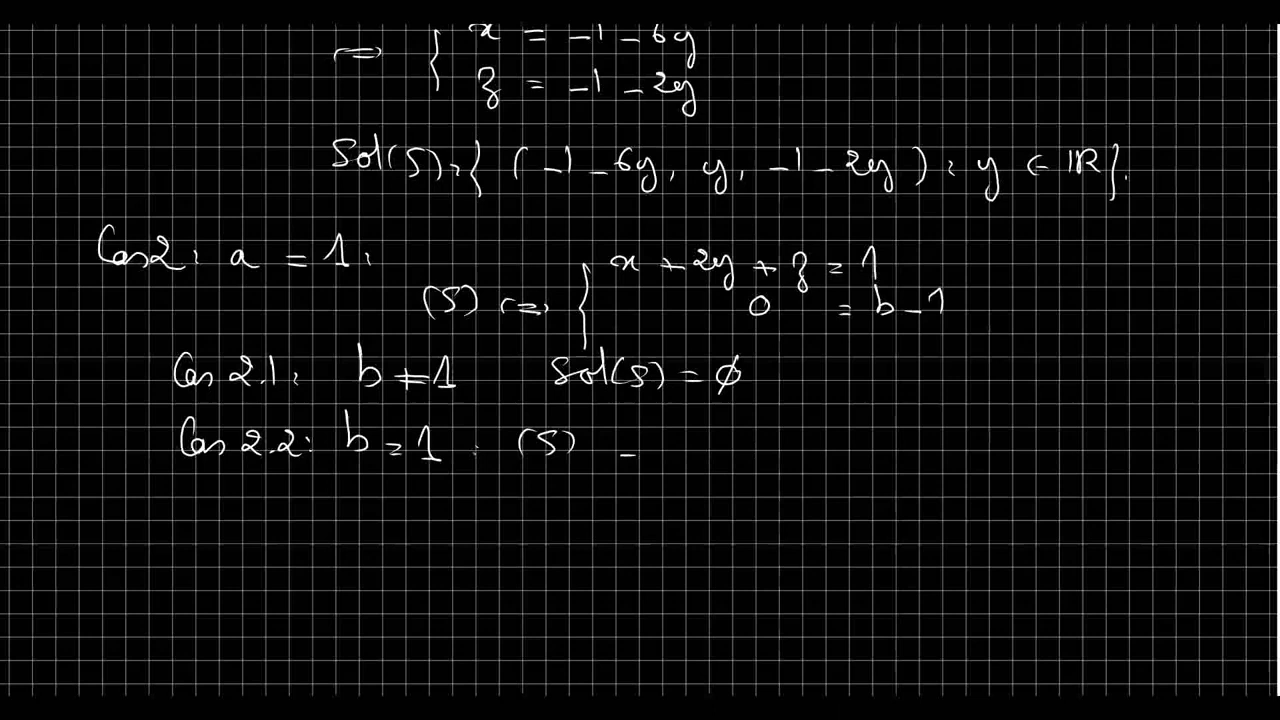 ⟺ { x = -1 - 6y
z = -1 - 2y
Sol(S) = { (-1 - 6y, y, -1 - 2y) : y ∈ ℝ }.
Cas 2 : a = 1 :
(S) ⟺ { x + 2y + z = 1
0 = b - 1
Cas 2.1 : b ≠ 1 Sol(S) = ∅
Cas 2.2 : b = 1 : (S) -